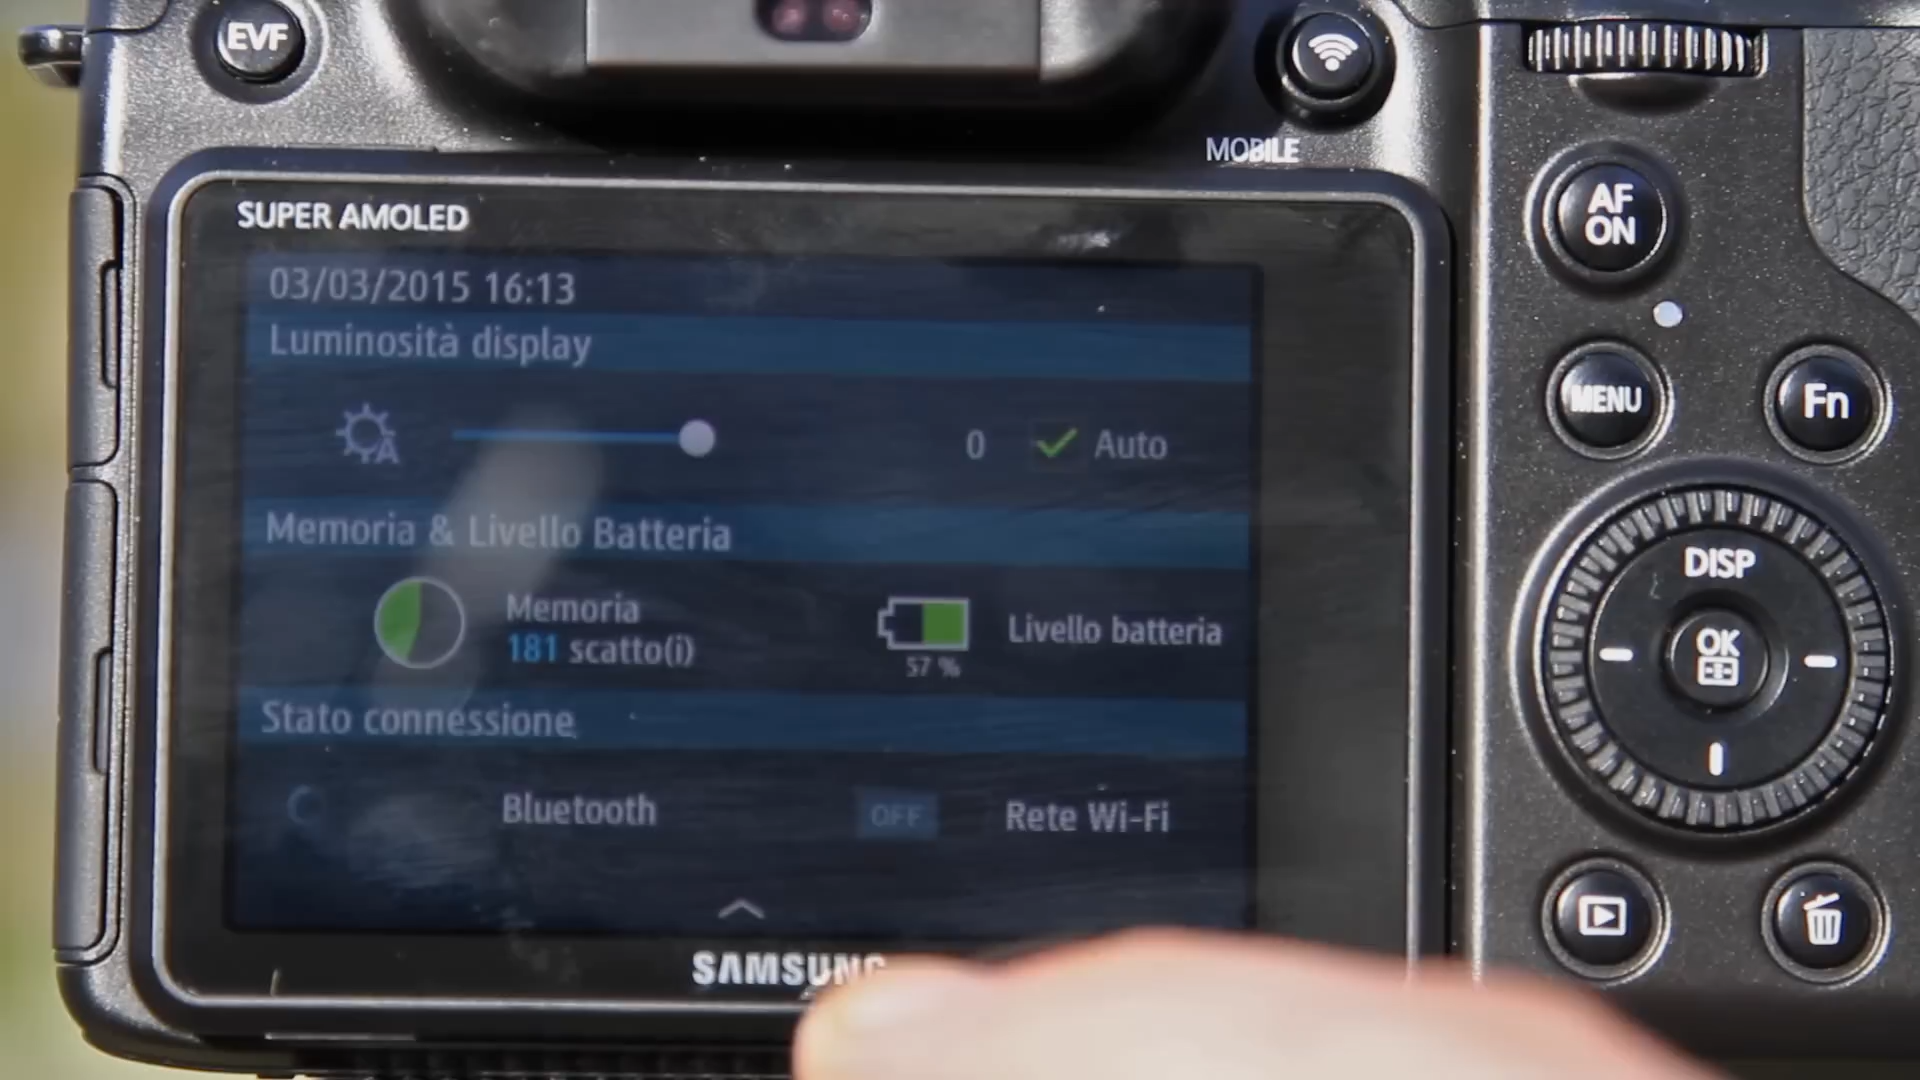 EVF
MOBILE
SUPER AMOLED
AF
ON
03/03/2015 16:13
Luminosità display
MENU
Fn
A
0
Auto
Memoria & Livello Batteria
DISP
Memoria
181 scatto(i)
57 %
Livello batteria
OK
Stato connessione
Bluetooth
OFF
Rete Wi-Fi
SAMSUNG